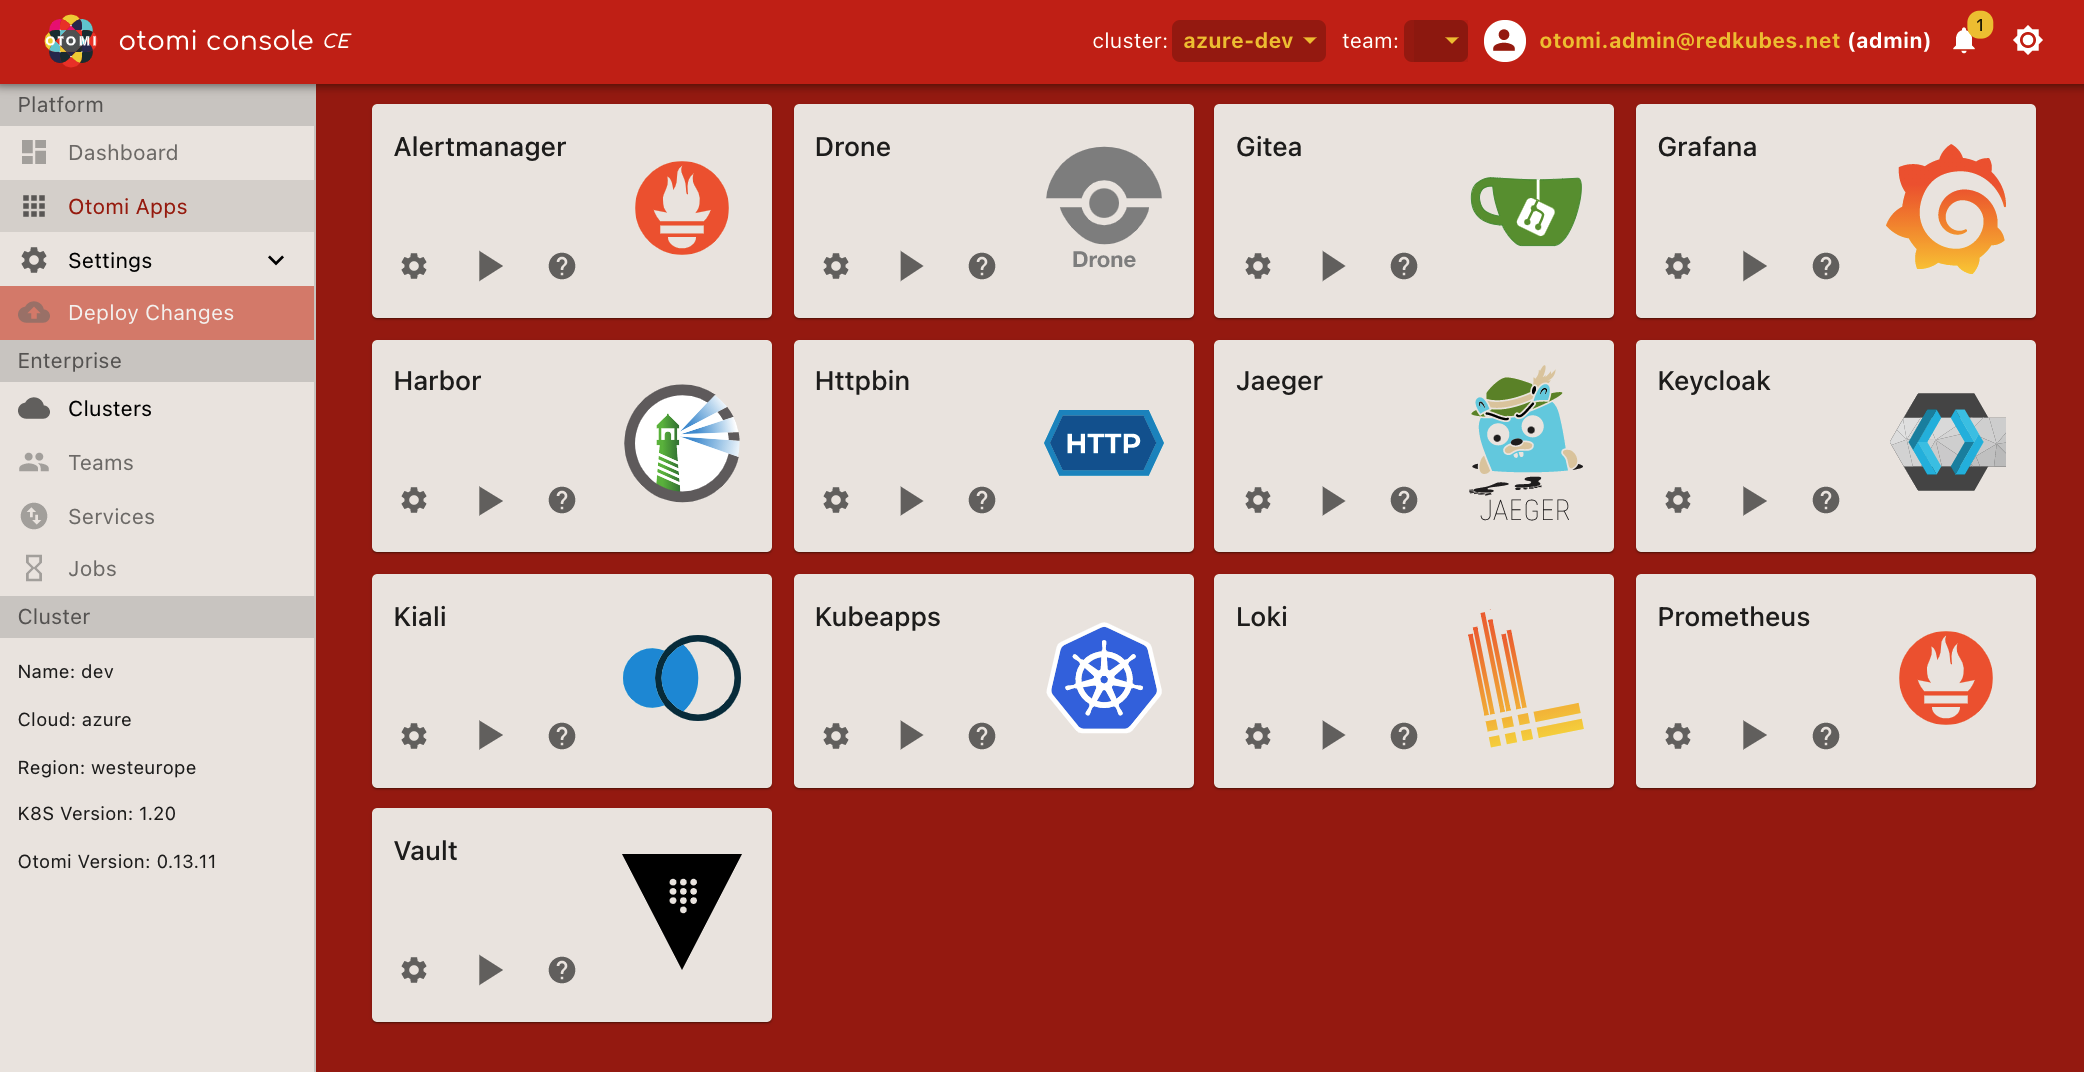 OTOMI
otomi console CE
cluster: azure-dev team: otomi.admin@redkubes.net (admin) 1
Platform
Dashboard
Otomi Apps
Settings
Deploy Changes
Enterprise
Clusters
Teams
Services
Jobs
Cluster
Name: dev
Cloud: azure
Region: westeurope
K8S Version: 1.20
Otomi Version: 0.13.11
Alertmanager
Drone
Drone
Gitea
Grafana
Harbor
Httpbin
HTTP
Jaeger
JAEGER
Keycloak
Kiali
Kubeapps
Loki
Prometheus
Vault